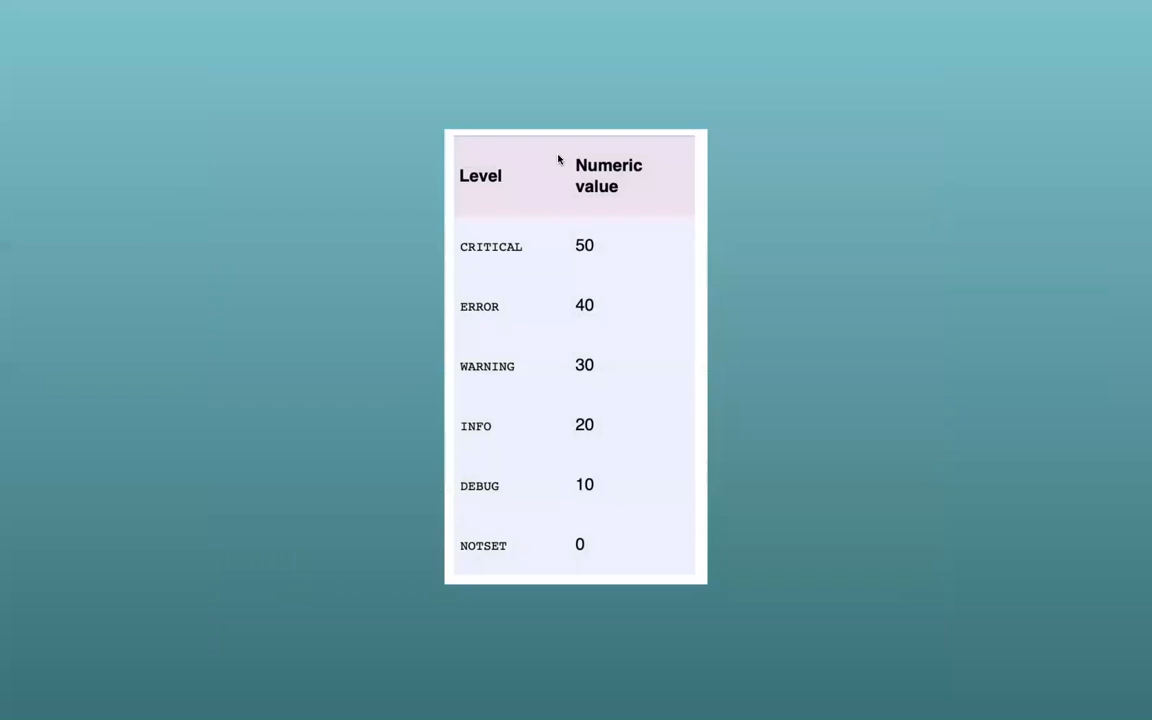 Level Numeric value
CRITICAL 50
ERROR 40
WARNING 30
INFO 20
DEBUG 10
NOTSET 0